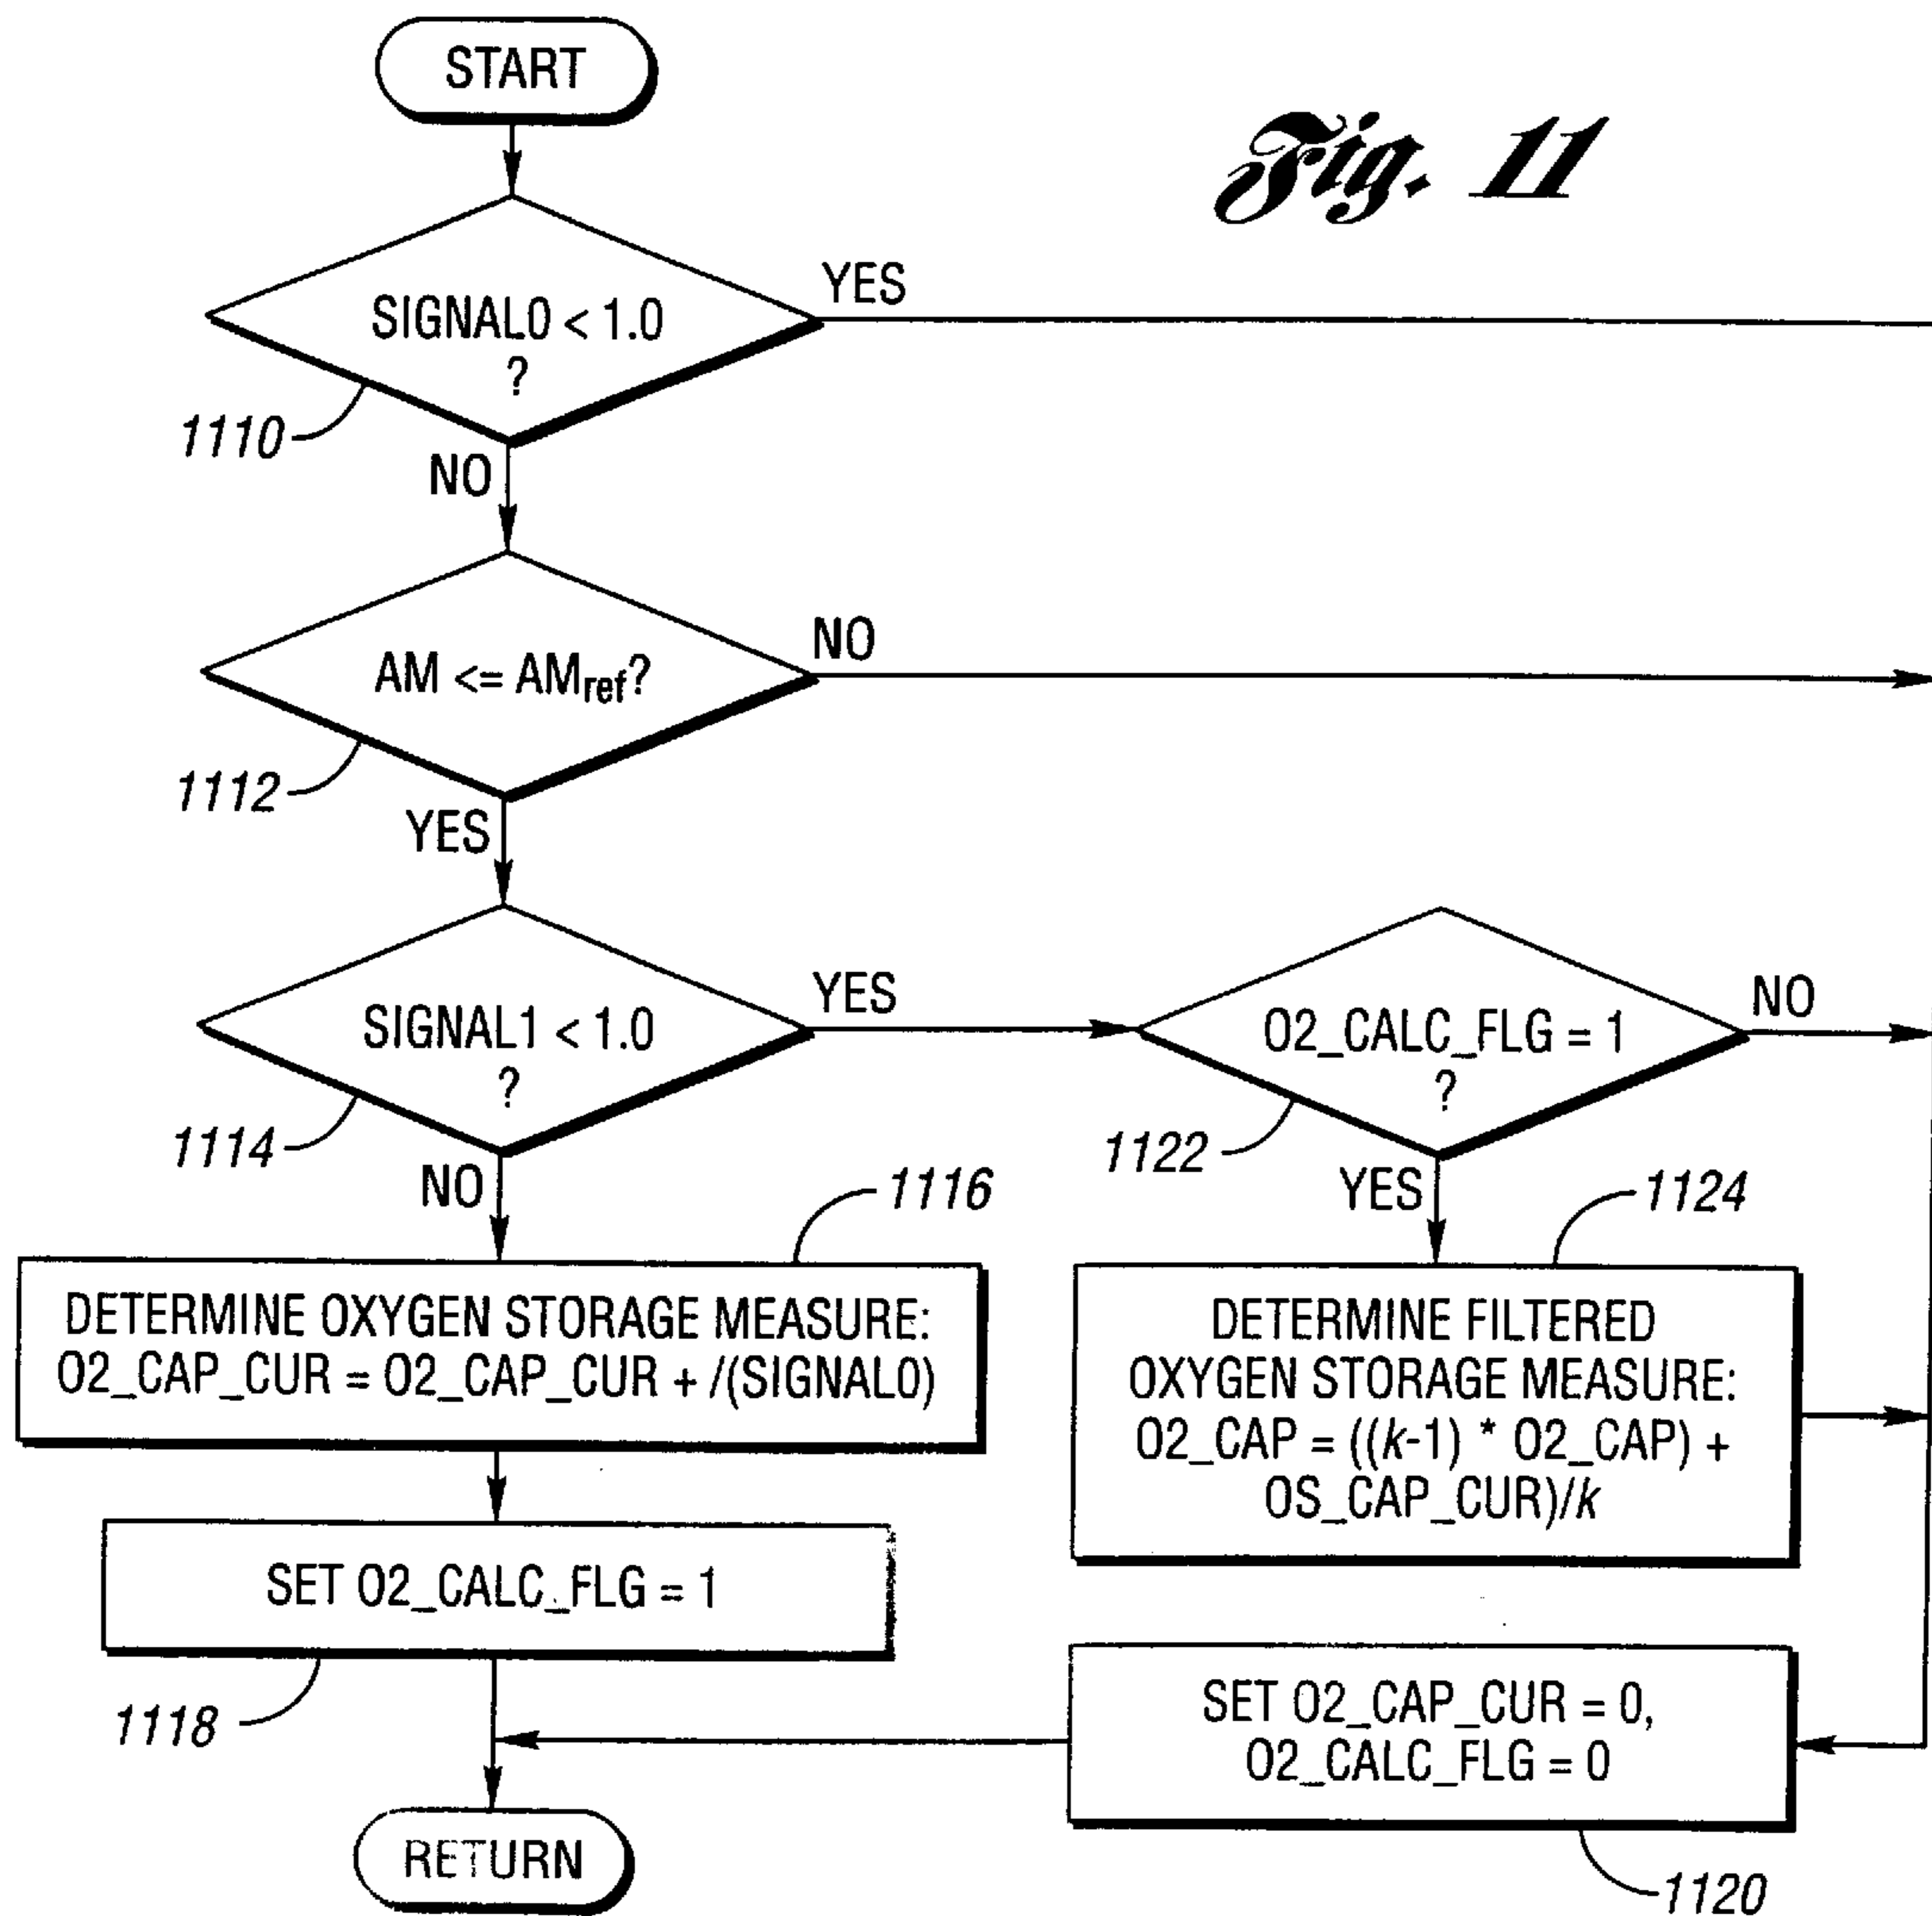 START
Fig. 11
SIGNAL0 < 1.0
?
YES
1110
NO
AM <= AMref?
NO
1112
YES
SIGNAL1 < 1.0
?
YES
O2_CALC_FLG = 1
?
NO
1114
1122
NO
1116
YES
1124
DETERMINE OXYGEN STORAGE MEASURE:
O2_CAP_CUR = O2_CAP_CUR + /(SIGNAL0)
DETERMINE FILTERED
OXYGEN STORAGE MEASURE:
O2_CAP = ((k-1) * O2_CAP) +
OS_CAP_CUR)/k
SET O2_CALC_FLG = 1
1118
SET O2_CAP_CUR = 0,
O2_CALC_FLG = 0
RETURN
1120